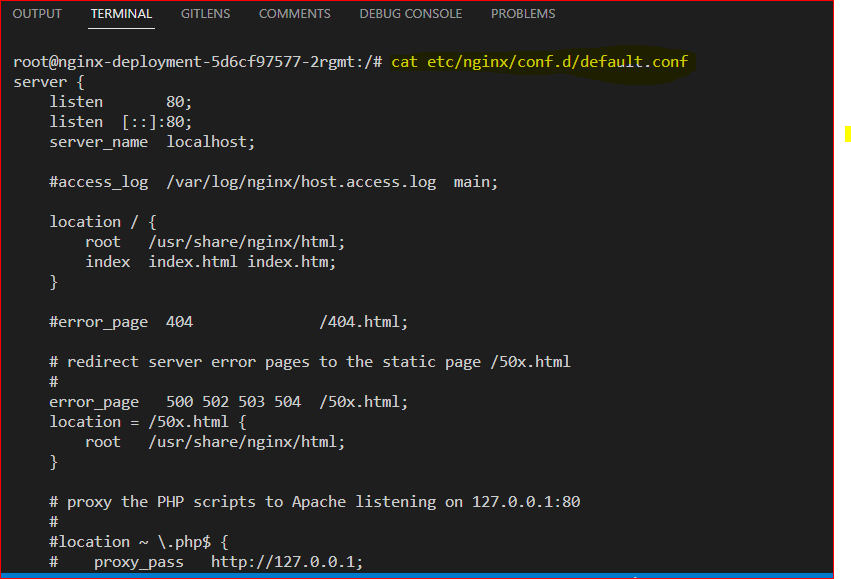 OUTPUT TERMINAL GITLENS COMMENTS DEBUG CONSOLE PROBLEMS
root@nginx-deployment-5d6cf97577-2rgmt:/# cat etc/nginx/conf.d/default.conf
server {
    listen       80;
    listen  [::]:80;
    server_name  localhost;

    #access_log  /var/log/nginx/host.access.log  main;

    location / {
        root   /usr/share/nginx/html;
        index  index.html index.htm;
    }

    #error_page  404              /404.html;

    # redirect server error pages to the static page /50x.html
    #
    error_page   500 502 503 504  /50x.html;
    location = /50x.html {
        root   /usr/share/nginx/html;
    }

    # proxy the PHP scripts to Apache listening on 127.0.0.1:80
    #
    #location ~ \.php$ {
    #    proxy_pass   http://127.0.0.1;